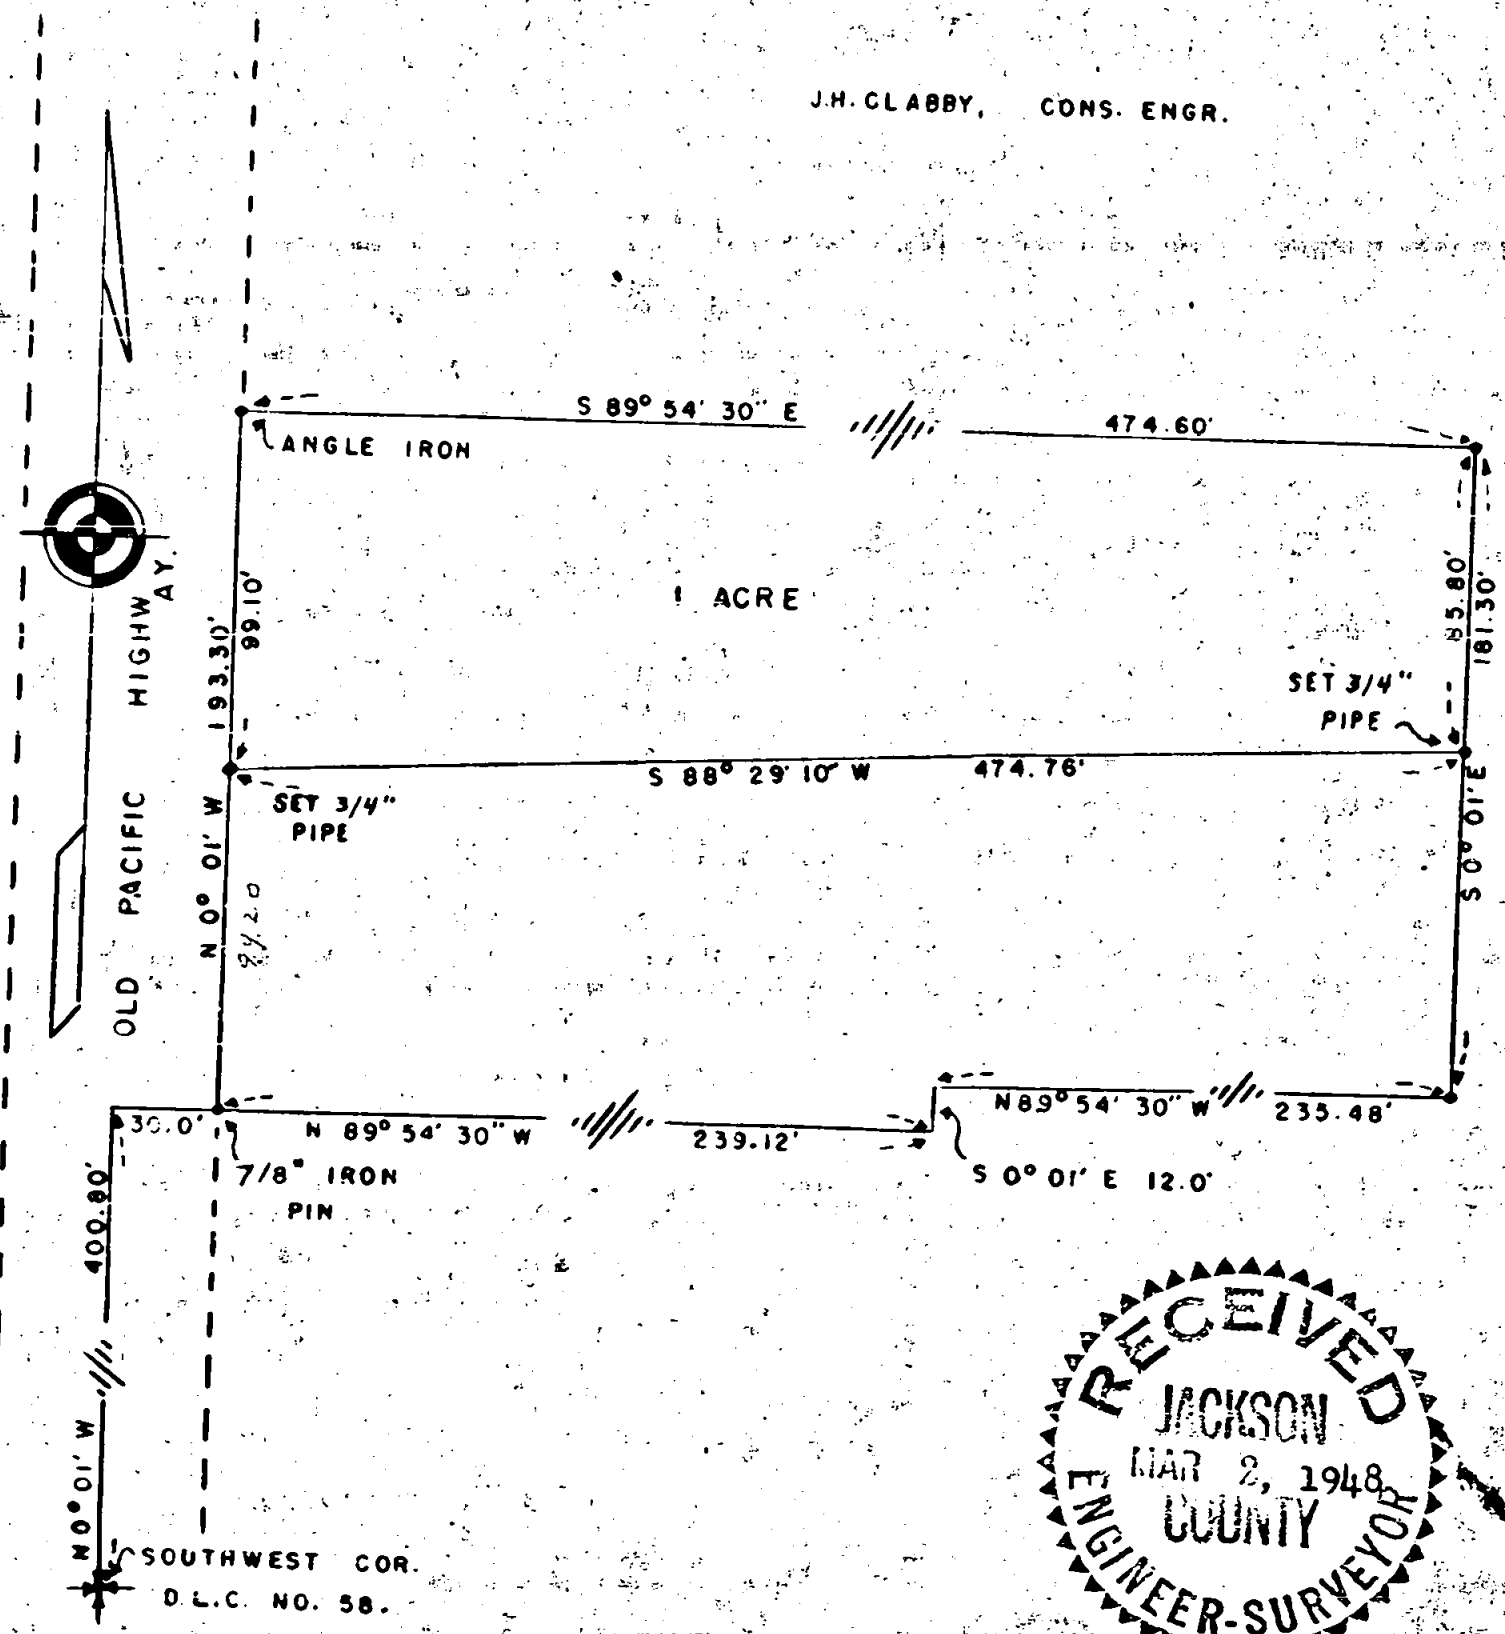 J.H. CLABBY, CONS. ENGR.
S 89° 54' 30" E
474.60'
ANGLE IRON
1 ACRE
193.30'
99.10'
85.80'
181.30'
SET 3/4"
PIPE
S 88° 29' 10" W
474.76'
SET 3/4"
PIPE
N 0° 01' W
S 0° 01' E
OLD PACIFIC HIGHWAY.
30.0'
N 89° 54' 30" W
239.12'
N 89° 54' 30" W
235.48'
S 0° 01' E 12.0'
7/8" IRON
PIN
400.80'
N 0° 01' W
SOUTHWEST COR.
D.L.C. NO. 58.
RECEIVED
JACKSON
MAR 2, 1948
COUNTY
ENGINEER-SURVEYOR